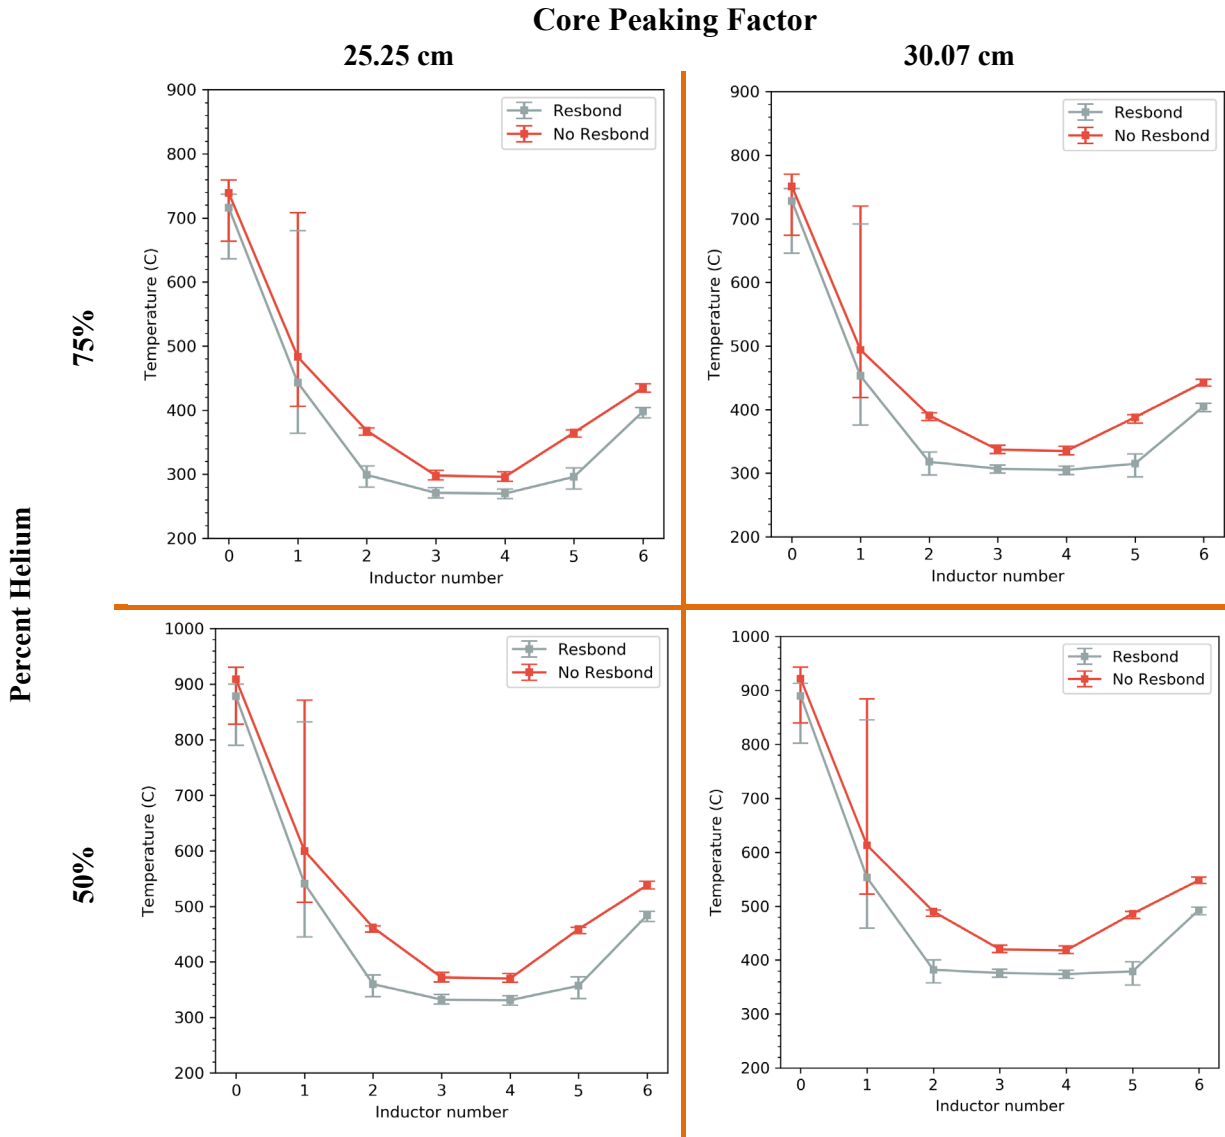 Core Peaking Factor
25.25 cm
30.07 cm
Percent Helium
75%
900
800
700
600
500
400
300
200
Temperature (C)
Resbond
No Resbond
0 1 2 3 4 5 6
Inductor number
900
800
700
600
500
400
300
200
Temperature (C)
Resbond
No Resbond
0 1 2 3 4 5 6
Inductor number
50%
1000
900
800
700
600
500
400
300
200
Temperature (C)
Resbond
No Resbond
0 1 2 3 4 5 6
Inductor number
1000
900
800
700
600
500
400
300
200
Temperature (C)
Resbond
No Resbond
0 1 2 3 4 5 6
Inductor number